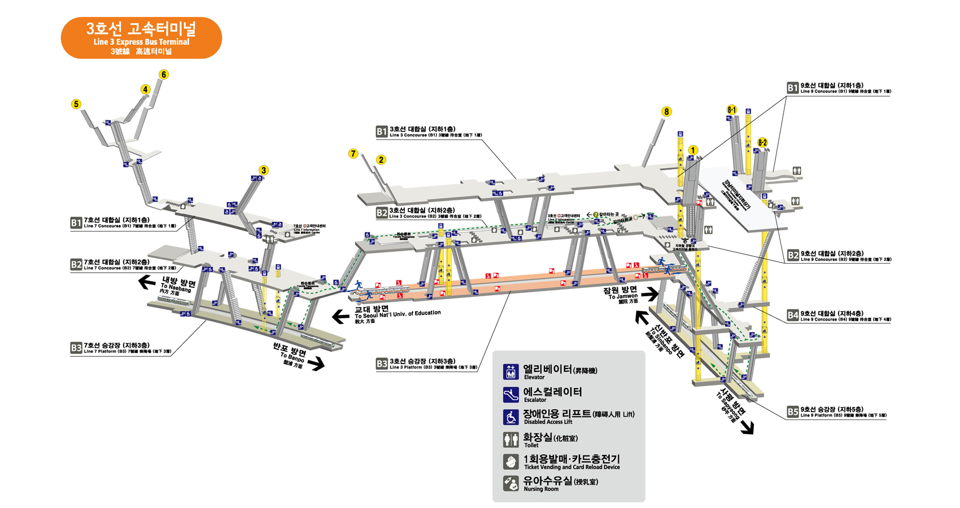 3호선 고속터미널
Line 3 Express Bus Terminal
3號線 高速터미널
6
4
5
3
7
2
8
1
8-1
8-2
B1 9호선 대합실 (지하1층)
Line 9 Concourse (B1) 9號線 待合室 (地下 1層)
B1 3호선 대합실 (지하1층)
Line 3 Concourse (B1) 3號線 待合室 (地下 1層)
B2 3호선 대합실 (지하2층)
Line 3 Concourse (B2) 3號線 待合室 (地下 2層)
B1 7호선 대합실 (지하1층)
Line 7 Concourse (B1) 7號線 待合室 (地下 1層)
B2 7호선 대합실 (지하2층)
Line 7 Concourse (B2) 7號線 待合室 (地下 2層)
B2 9호선 대합실 (지하2층)
내방 방면
To Naebang
內方 方面
교대 방면
To Seoul Nat'l Univ. of Education
敎大 方面
잠원 방면
To Jamwon
蠶院 方面
반포 방면
To Banpo
盤浦 方面
신반포 방면
To Sinbanpo
사평 방면
To Sapyeong
B4 9호선 대합실 (지하4층)
Line 9 Concourse (B4) 9號線 待合室 (地下 4層)
B3 7호선 승강장 (지하3층)
Line 7 Platform (B3) 7號線 乘降場 (地下 3層)
B3 3호선 승강장 (지하3층)
Line 3 Platform (B3) 3號線 乘降場 (地下 3層)
B5 9호선 승강장 (지하5층)
Line 9 Platform (B5) 9號線 乘降場 (地下 5層)
엘리베이터(昇降機)
Elevator
에스컬레이터
Escalator
장애인용 리프트(障碍人用 Lift)
Disabled Access Lift
화장실(化粧室)
Toilet
1회용발매·카드충전기
Ticket Vending and Card Reload Device
유아수유실(授乳室)
Nursing Room